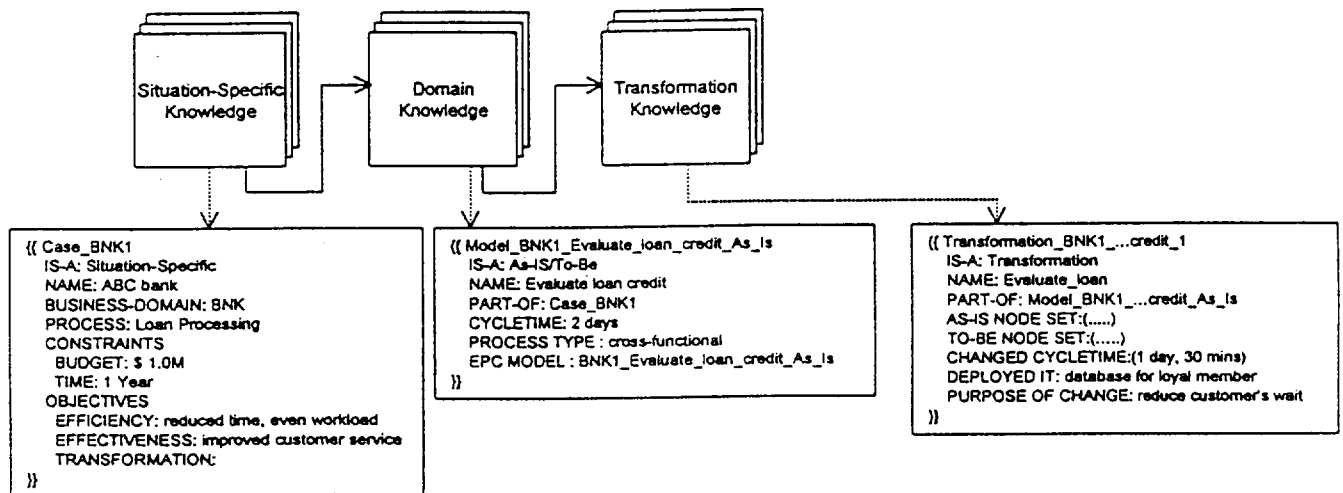 Situation-Specific
Knowledge
Domain
Knowledge
Transformation
Knowledge
{{ Case_BNK1
IS-A: Situation-Specific
NAME: ABC bank
BUSINESS-DOMAIN: BNK
PROCESS: Loan Processing
CONSTRAINTS
BUDGET: $ 1.0M
TIME: 1 Year
OBJECTIVES
EFFICIENCY: reduced time, even workload
EFFECTIVENESS: improved customer service
TRANSFORMATION:
}}
{{ Model_BNK1_Evaluate_loan_credit_As_Is
IS-A: As-IS/To-Be
NAME: Evaluate loan credit
PART-OF: Case_BNK1
CYCLETIME: 2 days
PROCESS TYPE : cross-functional
EPC MODEL : BNK1_Evaluate_loan_credit_As_Is
}}
{{ Transformation_BNK1_...credit_1
IS-A: Transformation
NAME: Evaluate_loan
PART-OF: Model_BNK1_...credit_As_Is
AS-IS NODE SET:(.....)
TO-BE NODE SET:(.....)
CHANGED CYCLETIME:(1 day, 30 mins)
DEPLOYED IT: database for loyal member
PURPOSE OF CHANGE: reduce customer's wait
}}